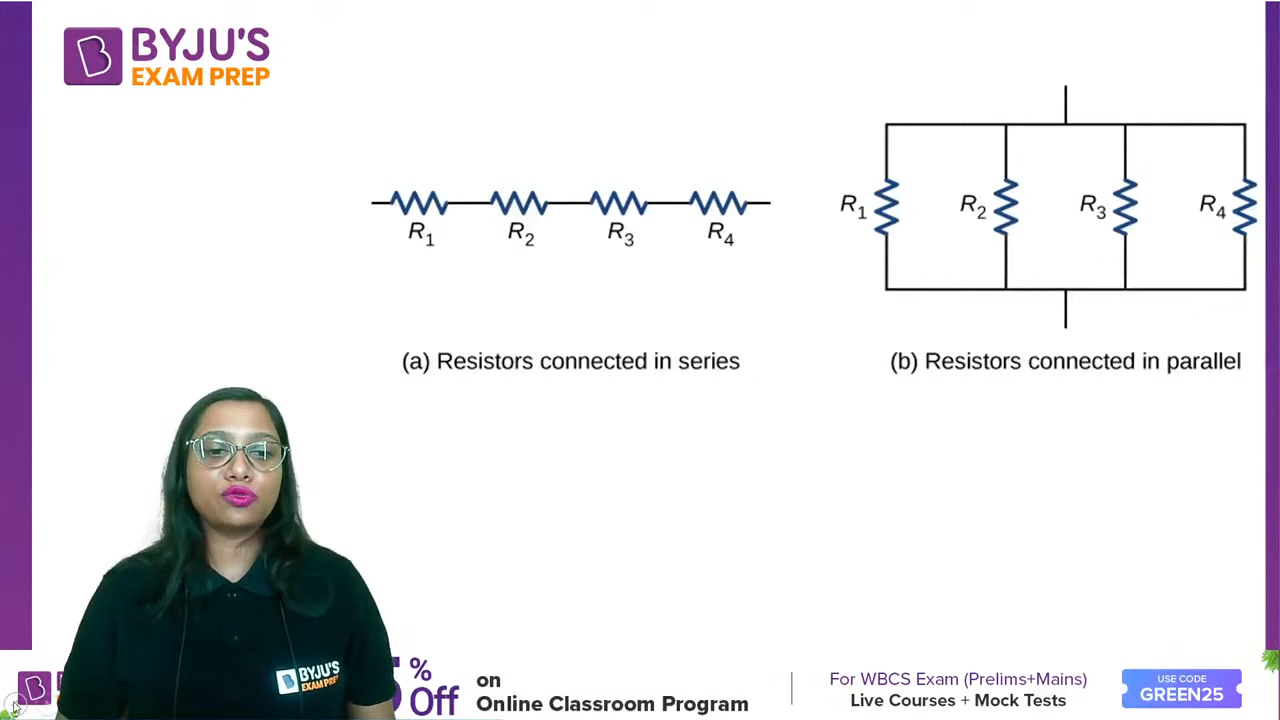 BYJU'S
EXAM PREP
R1
R2
R3
R4
R1
R2
R3
R4
(a) Resistors connected in series
(b) Resistors connected in parallel
BYJU'S
EXAM PREP
%
Off
on
Online Classroom Program
For WBCS Exam (Prelims+Mains)
Live Courses + Mock Tests
USE CODE
GREEN25